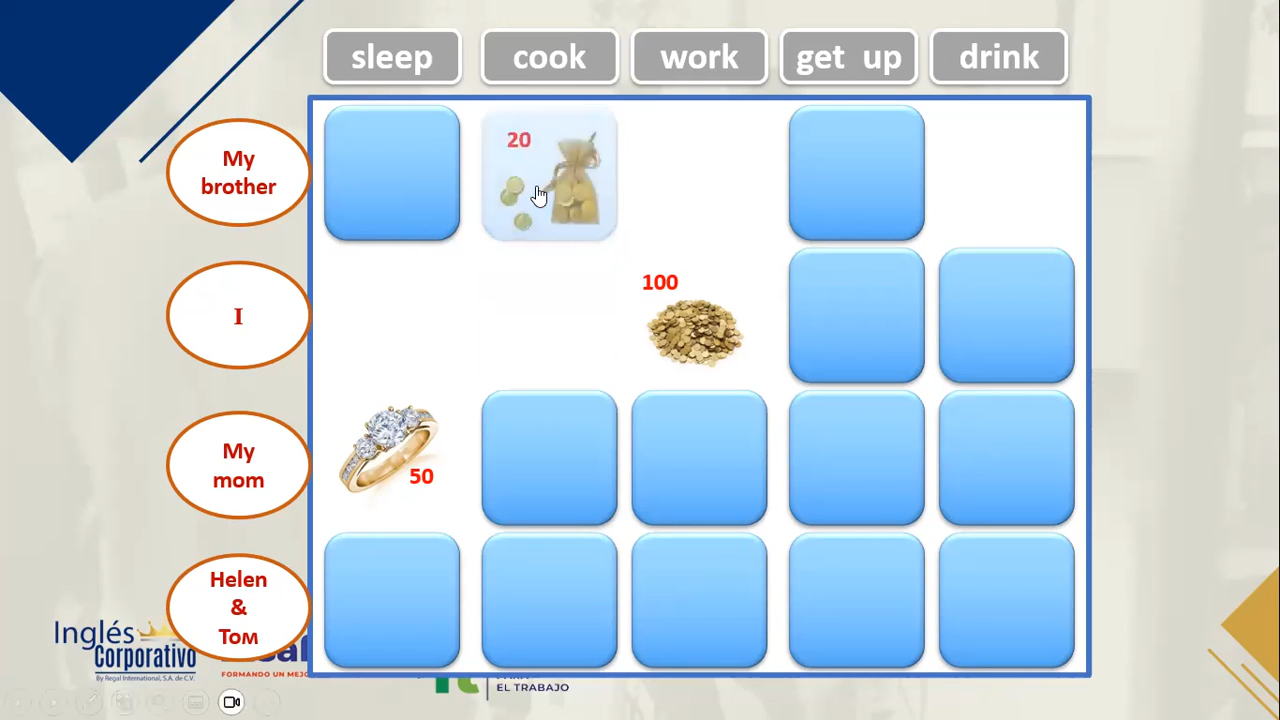 sleep
cook
work
get up
drink
My
brother
20
I
100
My
mom
50
Helen
&
Tom
Inglés
Corporativo
By Regal International, S.A. de C.V.
FORMANDO UN
EL TRABAJO